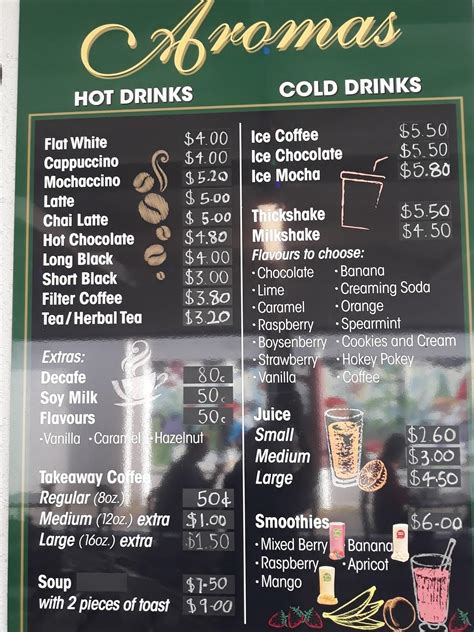 Aromas
HOT DRINKS
Flat White $4.00
Cappuccino $4.00
Mochaccino $5.20
Latte $5.00
Chai Latte $5.00
Hot Chocolate $4.80
Long Black $4.00
Short Black $3.00
Filter Coffee $3.80
Tea/Herbal Tea $3.20
Extras:
Decafe 80c
Soy Milk 50c
Flavours 50c
•Vanilla •Caramel •Hazelnut
Takeaway Coffee
Regular (8oz.) 50¢
Medium (12oz.) extra $1.00
Large (16oz.) extra $1.50
Soup $7.50
with 2 pieces of toast $9.00
COLD DRINKS
Ice Coffee $5.50
Ice Chocolate $5.50
Ice Mocha $5.80
Thickshake $5.50
Milkshake $4.50
Flavours to choose:
•Chocolate •Banana
•Lime •Creaming Soda
•Caramel •Orange
•Raspberry •Spearmint
•Boysenberry •Cookies and Cream
•Strawberry •Hokey Pokey
•Vanilla •Coffee
Juice
Small $2.60
Medium $3.00
Large $4.50
Smoothies $6.00
•Mixed Berry •Banana
•Raspberry •Apricot
•Mango